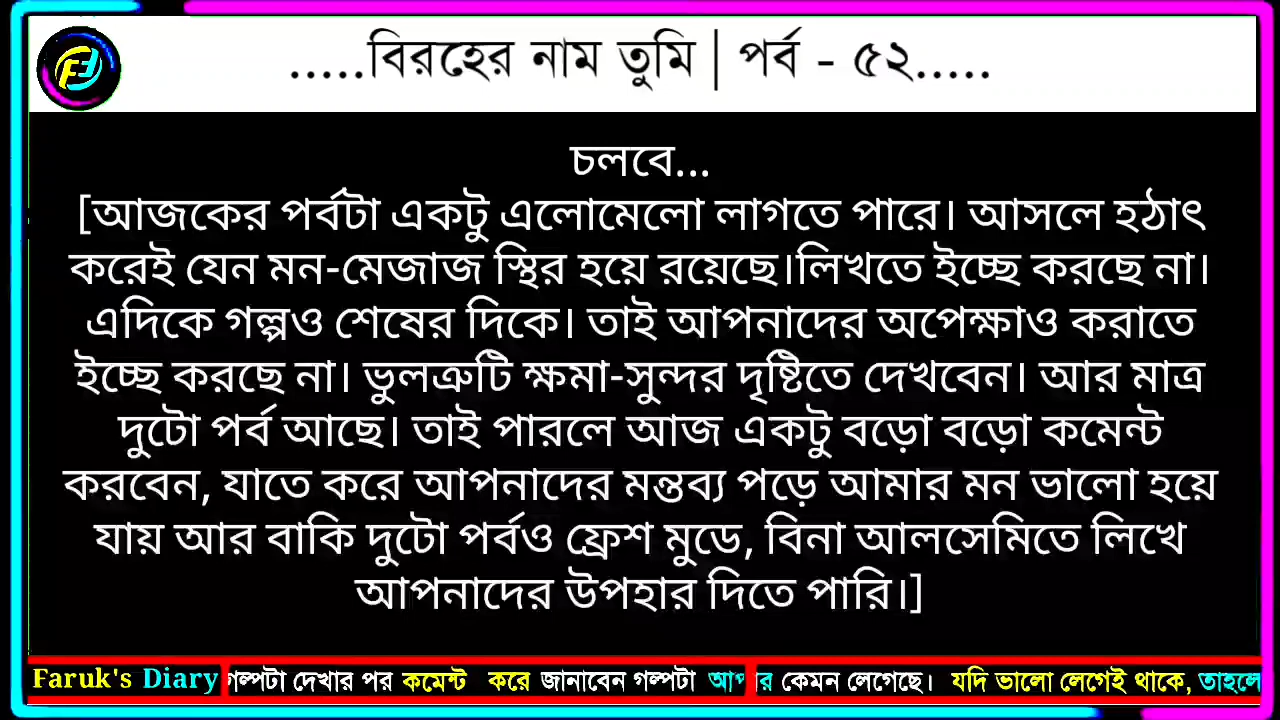 .....বিরহের নাম তুমি | পর্ব - ৫২.....
চলবে...
[আজকের পর্বটা একটু এলোমেলো লাগতে পারে। আসলে হঠাৎ
করেই যেন মন-মেজাজ স্থির হয়ে রয়েছে।লিখতে ইচ্ছে করছে না।
এদিকে গল্পও শেষের দিকে। তাই আপনাদের অপেক্ষাও করাতে
ইচ্ছে করছে না। ভুলত্রুটি ক্ষমা-সুন্দর দৃষ্টিতে দেখবেন। আর মাত্র
দুটো পর্ব আছে। তাই পারলে আজ একটু বড়ো বড়ো কমেন্ট
করবেন, যাতে করে আপনাদের মন্তব্য পড়ে আমার মন ভালো হয়ে
যায় আর বাকি দুটো পর্বও ফ্রেশ মুডে, বিনা আলসেমিতে লিখে
আপনাদের উপহার দিতে পারি।]
Faruk's Diary গল্পটা দেখার পর কমেন্ট করে জানাবেন গল্পটা কেমন লেগেছে। যদি ভালো লেগেই থাকে, তাহলে